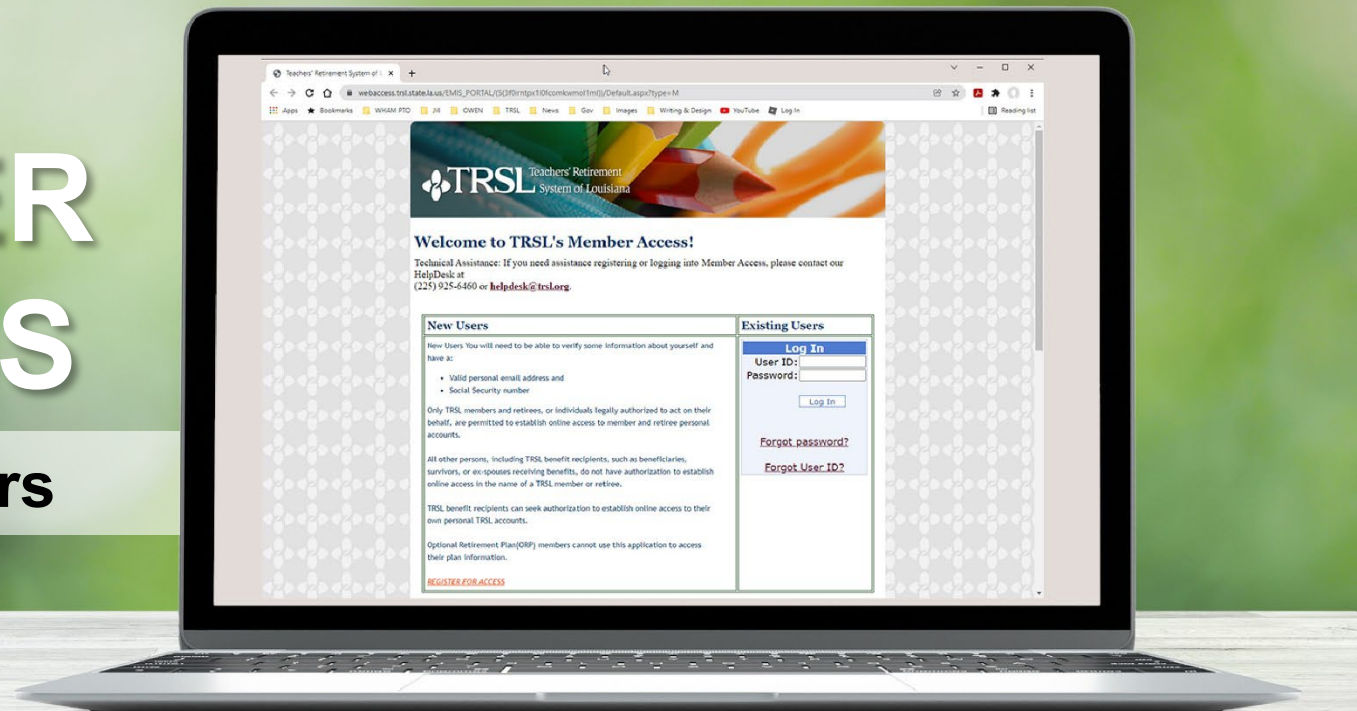 ER
S
rs
Teachers' Retirement System of L
webaccess.trsl.state.la.us/EMIS_PORTAL/(S(3f0rntpx1l0fcomkwmot1ml))/Default.aspx?type=M
Apps Bookmarks WHAM PTO Jill OWEN TRSL News Gov Images Writing & Design YouTube Log In Reading list
TRSL Teachers' Retirement
System of Louisiana
Welcome to TRSL's Member Access!
Technical Assistance: If you need assistance registering or logging into Member Access, please contact our
HelpDesk at
(225) 925-6460 or helpdesk@trsl.org.
New Users
New Users You will need to be able to verify some information about yourself and
have a:
• Valid personal email address and
• Social Security number
Only TRSL members and retirees, or individuals legally authorized to act on their
behalf, are permitted to establish online access to member and retiree personal
accounts.
All other persons, including TRSL benefit recipients, such as beneficiaries,
survivors, or ex-spouses receiving benefits, do not have authorization to establish
online access in the name of a TRSL member or retiree.
TRSL benefit recipients can seek authorization to establish online access to their
own personal TRSL accounts.
Optional Retirement Plan(ORP) members cannot use this application to access
their plan information.
REGISTER FOR ACCESS
Existing Users
Log In
User ID:
Password:
Log In
Forgot password?
Forgot User ID?